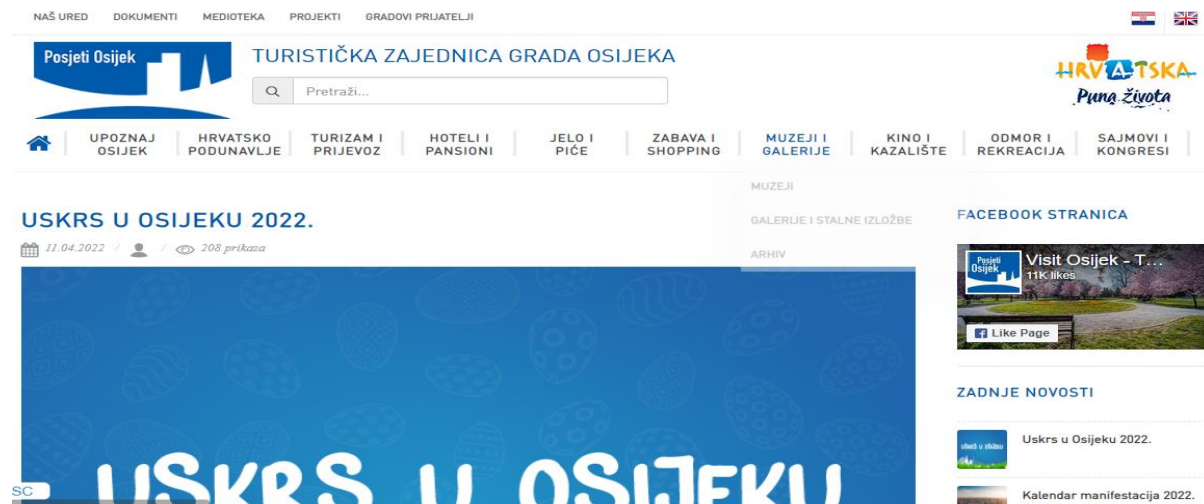 NAŠ URED DOKUMENTI MEDIOTEKA PROJEKTI GRADOVI PRIJATELJI
Posjeti Osijek
TURISTIČKA ZAJEDNICA GRADA OSIJEKA
Pretraži...
HRVATSKA
Puna života
UPOZNAJ OSIJEK
HRVATSKO PODUNAVLJE
TURIZAM I PRIJEVOZ
HOTELI I PANSIONI
JELO I PIĆE
ZABAVA I SHOPPING
MUZEJI I GALERIJE
KINO I KAZALIŠTE
ODMOR I REKREACIJA
SAJMOVI I KONGRESI
MUZEJI
GALERIJE I STALNE IZLOŽBE
ARHIV
USKRS U OSIJEKU 2022.
11.04.2022 / / 208 prikaza
USKRS U OSIJEKU
SC
FACEBOOK STRANICA
Posjeti Osijek
Visit Osijek - T...
11K likes
Like Page
ZADNJE NOVOSTI
uskrs u osijeku
Uskrs u Osijeku 2022.
Kalendar manifestacija 2022.